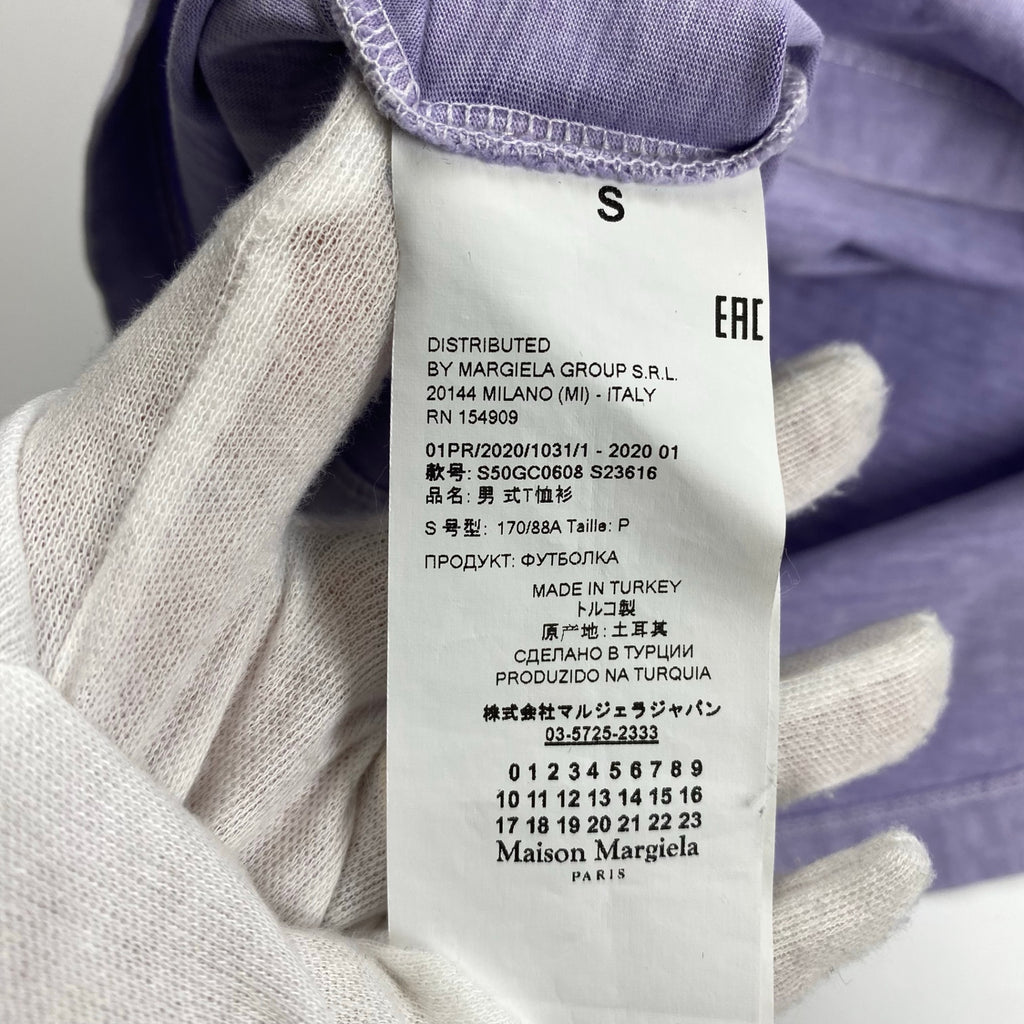 S
EAC
DISTRIBUTED
BY MARGIELA GROUP S.R.L.
20144 MILANO (MI) - ITALY
RN 154909
01PR/2020/1031/1 - 2020 01
款号: S50GC0608 S23616
品名: 男 式T恤衫
S 号型: 170/88A Taille: P
ПРОДУКТ: ФУТБОЛКА
MADE IN TURKEY
トルコ製
原产地: 土耳其
СДЕЛАНО В ТУРЦИИ
PRODUZIDO NA TURQUIA
株式会社マルジェラジャパン
03-5725-2333
0 1 2 3 4 5 6 7 8 9
10 11 12 13 14 15 16
17 18 19 20 21 22 23
Maison Margiela
PARIS